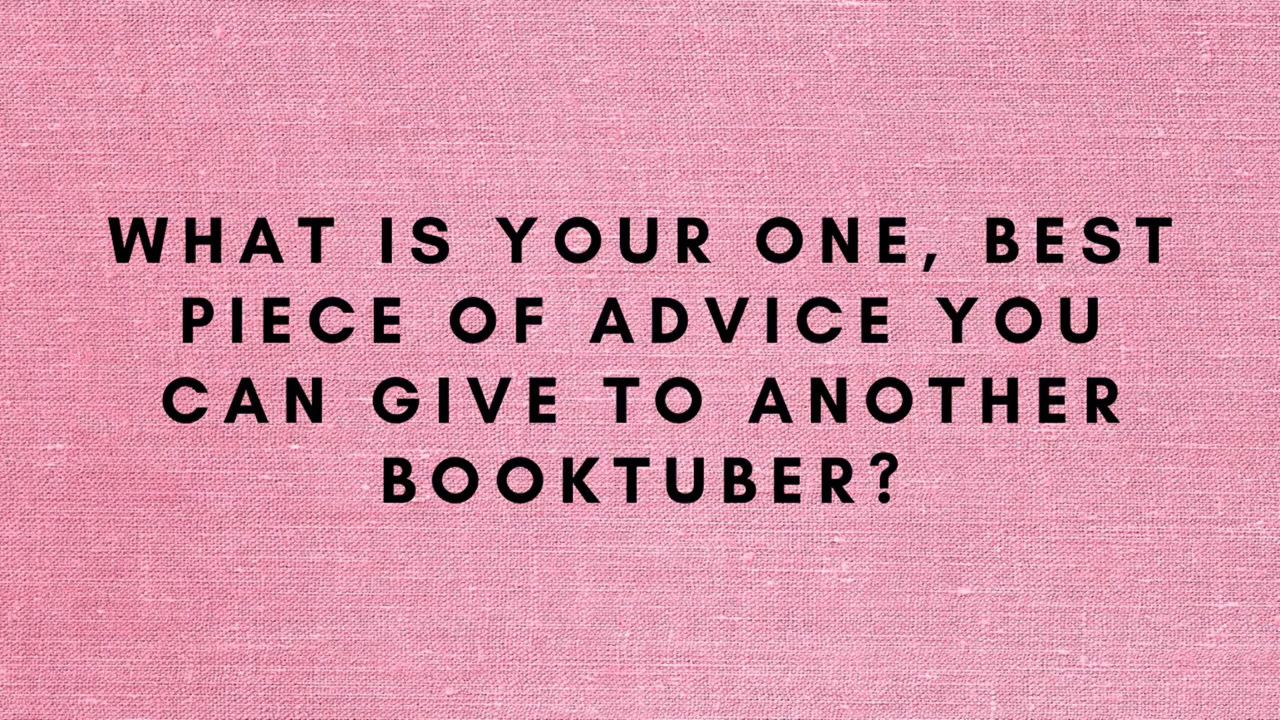 WHAT IS YOUR ONE, BEST
PIECE OF ADVICE YOU
CAN GIVE TO ANOTHER
BOOKTUBER?